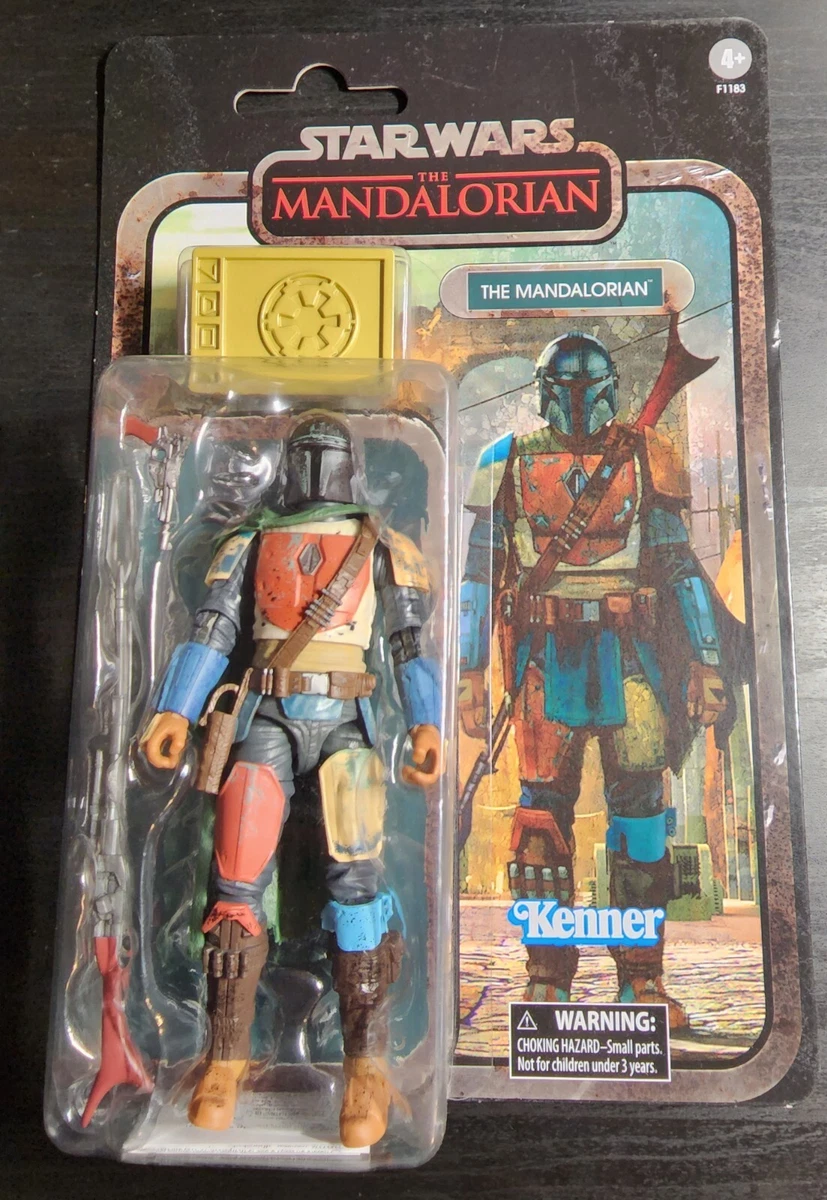 4+
F1183
STAR WARS
THE
MANDALORIAN™
THE MANDALORIAN™
Kenner
⚠ WARNING:
CHOKING HAZARD–Small parts.
Not for children under 3 years.